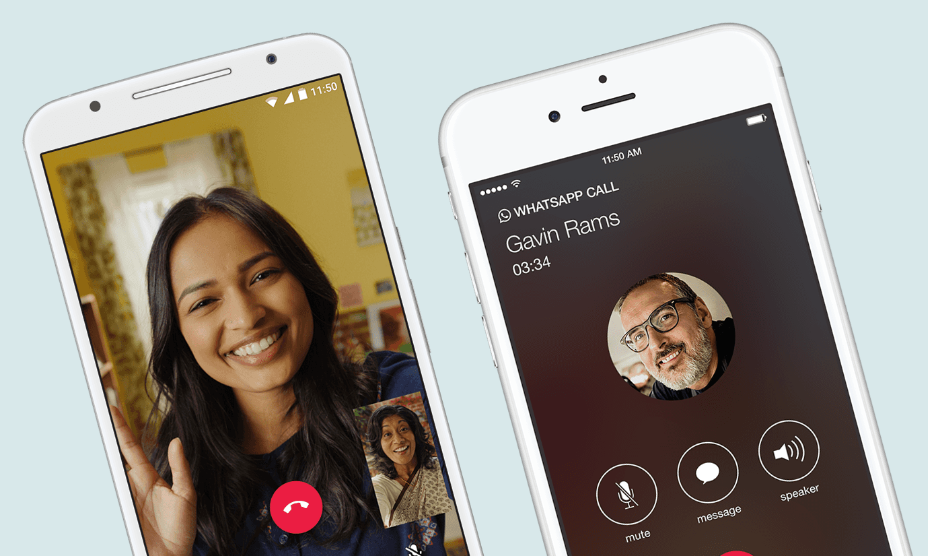 11:50
11:50 AM
WHATSAPP CALL
Gavin Rams
03:34
mute
message
speaker